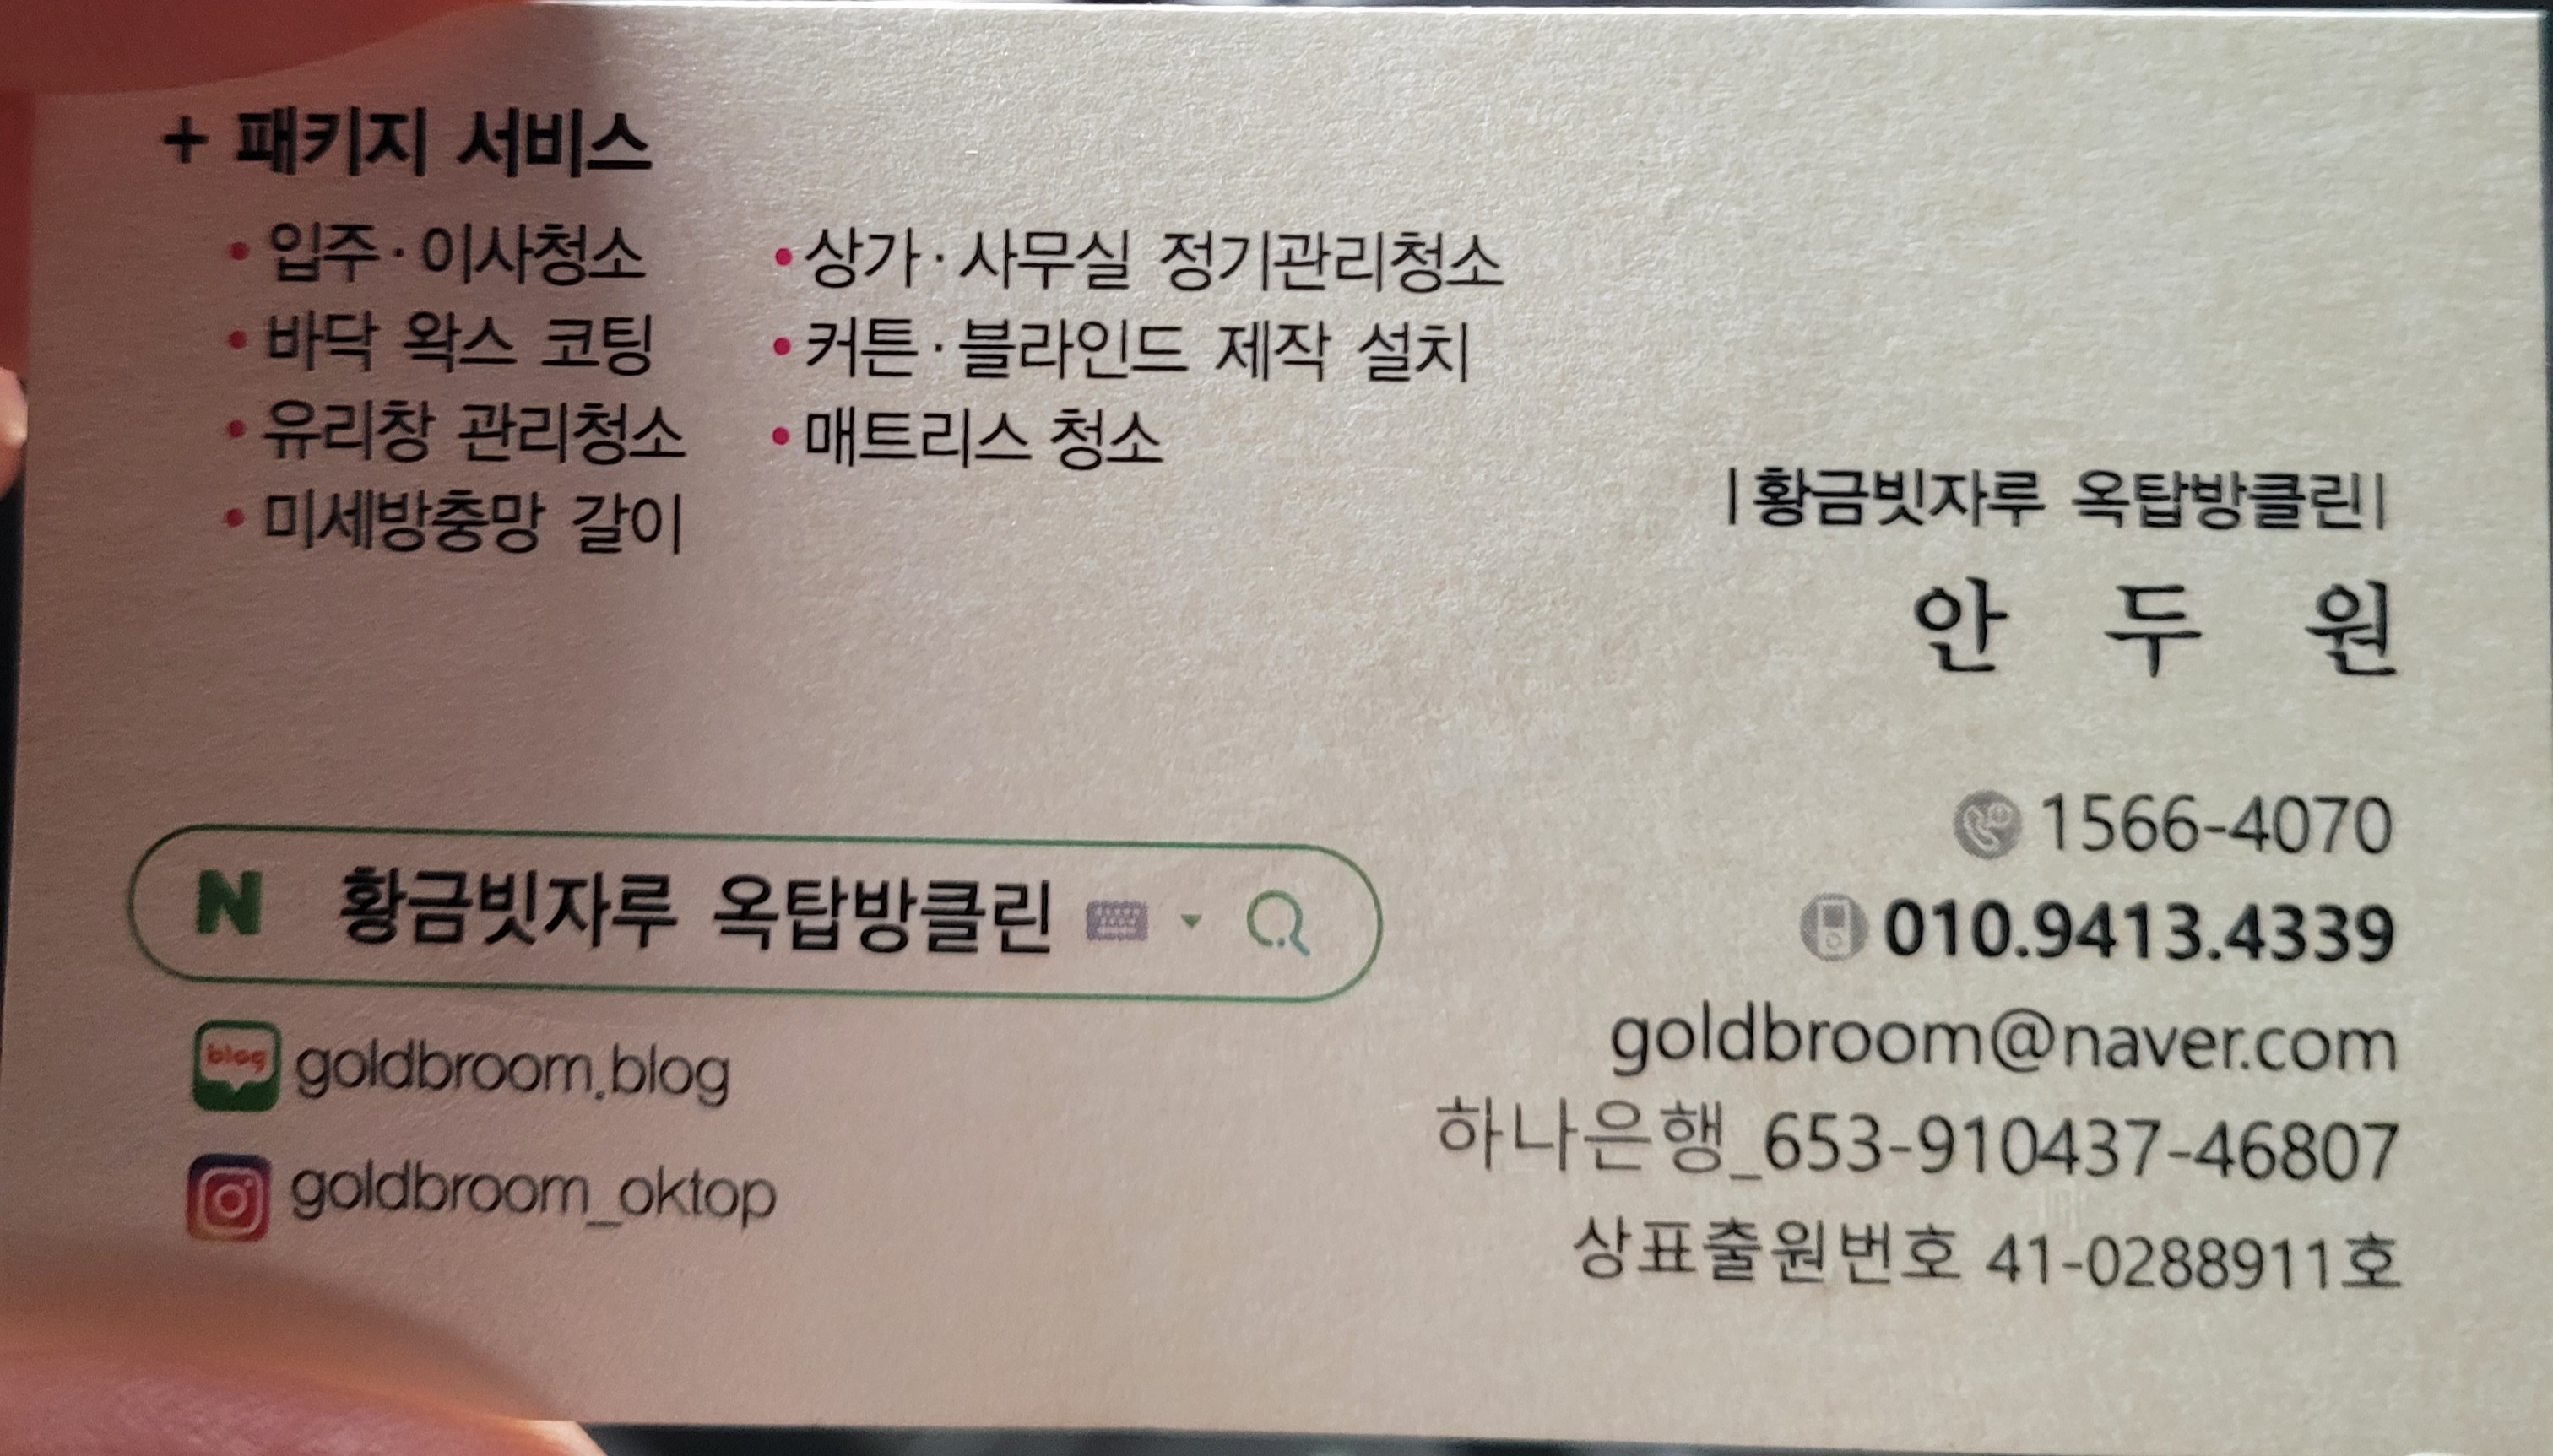 + 패키지 서비스
• 입주·이사청소
• 바닥 왁스 코팅
• 유리창 관리청소
• 미세방충망 갈이
• 상가·사무실 정기관리청소
• 커튼·블라인드 제작 설치
• 매트리스 청소
|황금빗자루 옥탑방클린|
안 두 원
1566-4070
010.9413.4339
goldbroom@naver.com
하나은행_653-910437-46807
상표출원번호 41-0288911호
N 황금빗자루 옥탑방클린
blog goldbroom.blog
goldbroom_oktop